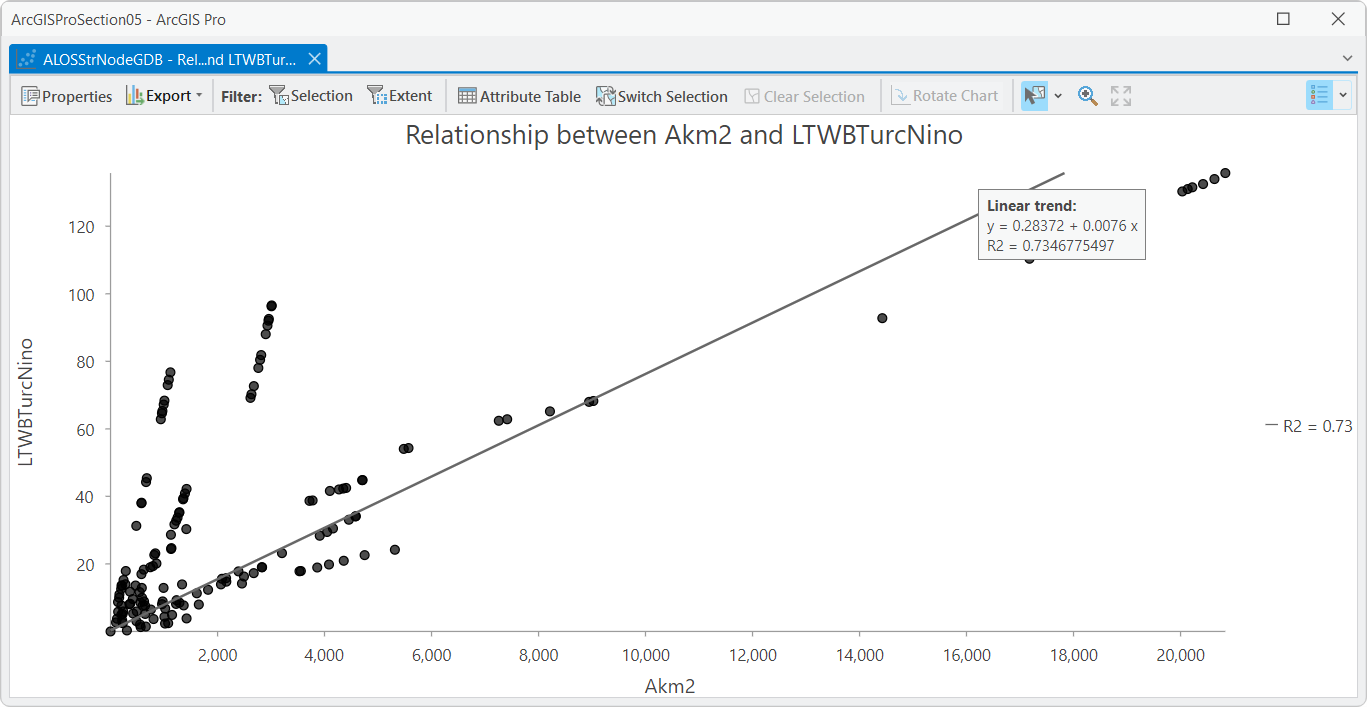 ArcGISProSection05 - ArcGIS Pro
ALOSStrNodeGDB - Rel...nd LTWBTur...
Properties Export Filter: Selection Extent Attribute Table Switch Selection Clear Selection Rotate Chart
Relationship between Akm2 and LTWBTurcNino
Linear trend:
y = 0.28372 + 0.0076 x
R2 = 0.7346775497
120
100
80
60
40
20
LTWBTurcNino
R2 = 0.73
2,000 4,000 6,000 8,000 10,000 12,000 14,000 16,000 18,000 20,000
Akm2